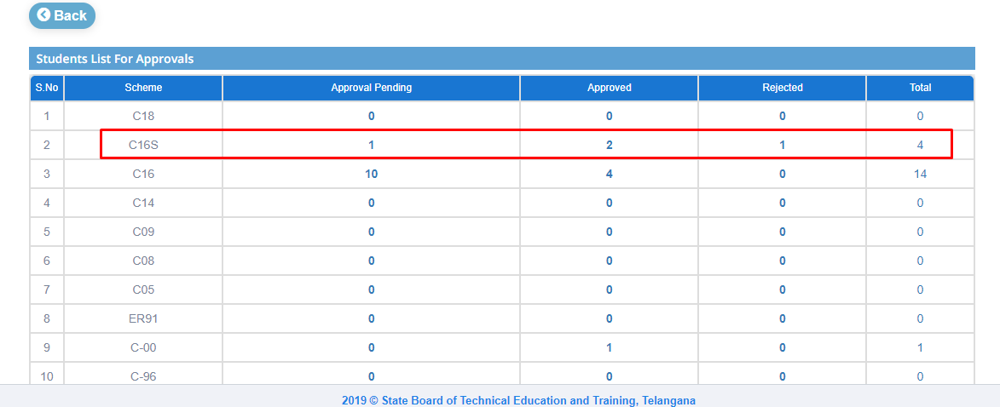 Back
Students List For Approvals
S.No Scheme Approval Pending Approved Rejected Total
1 C18 0 0 0 0
2 C16S 1 2 1 4
3 C16 10 4 0 14
4 C14 0 0 0 0
5 C09 0 0 0 0
6 C08 0 0 0 0
7 C05 0 0 0 0
8 ER91 0 0 0 0
9 C-00 0 1 0 1
10 C-96 0 0 0 0
2019 © State Board of Technical Education and Training, Telangana